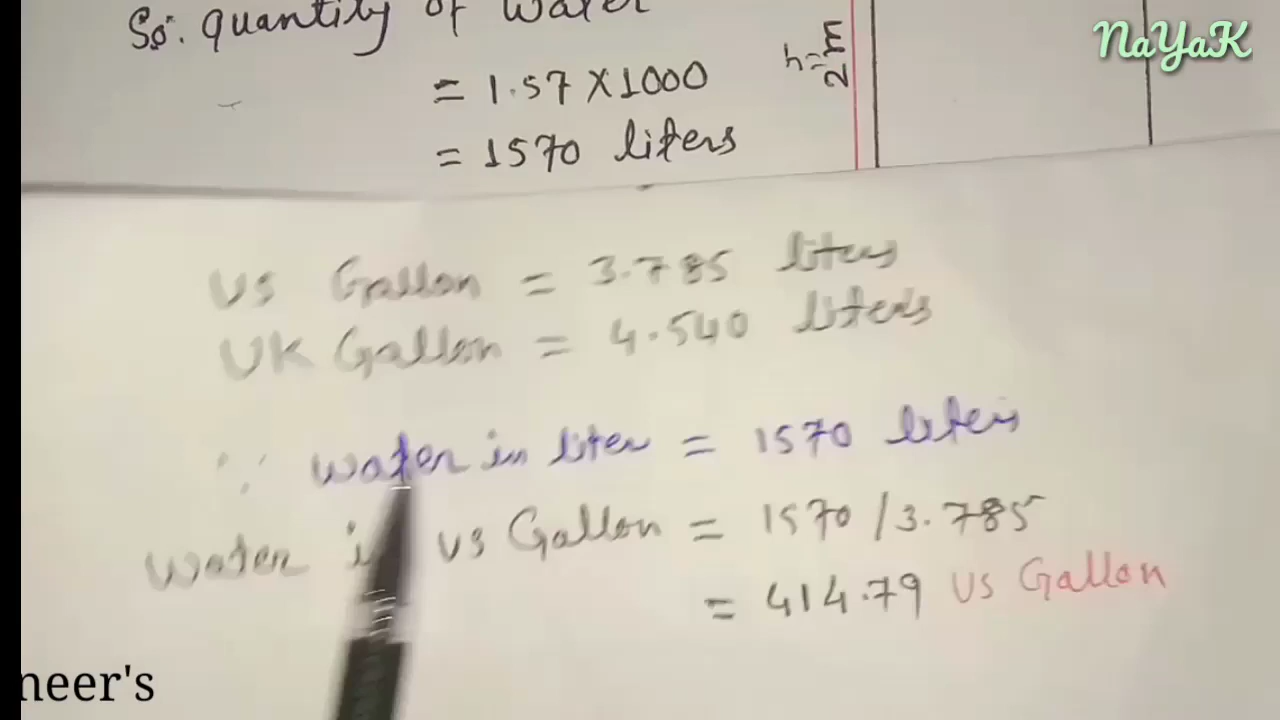 So: quantity of water
= 1.57 X 1000
= 1570 liters
h=2m
NaYaK
US Gallon = 3.785 liters
UK Gallon = 4.540 liters
∵ water in liter = 1570 liters
water in US Gallon = 1570 / 3.785
= 414.79 US Gallon
neer's